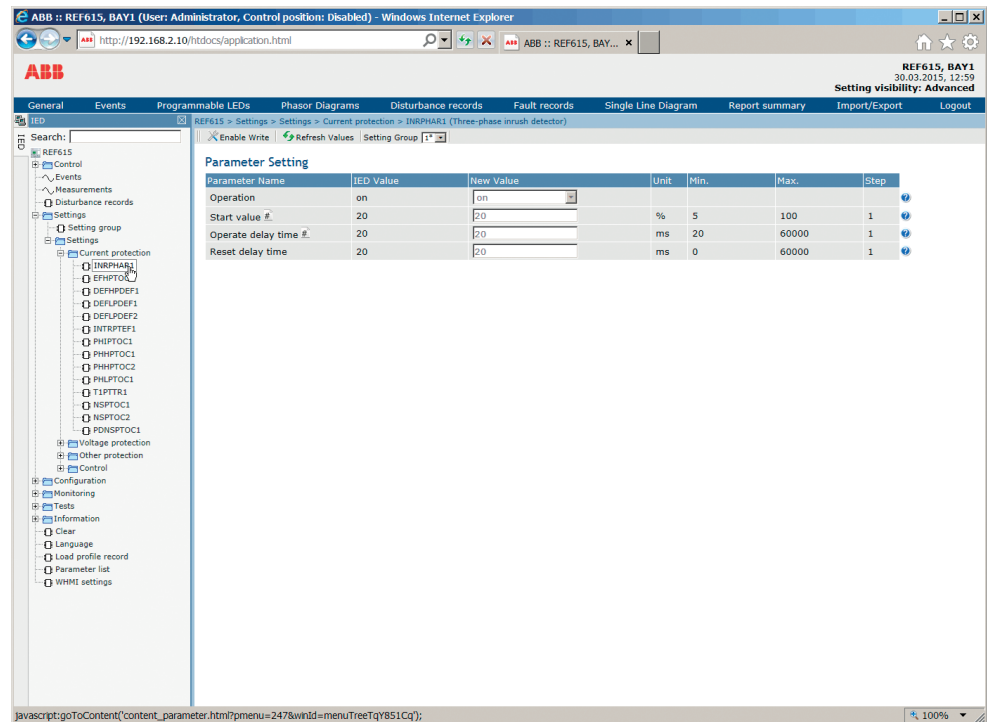 ABB :: REF615, BAY1 (User: Administrator, Control position: Disabled) - Windows Internet Explorer
http://192.168.2.10/htdocs/application.html
ABB :: REF615, BAY...
ABB
REF615, BAY1
30.03.2015, 12:59
Setting visibility: Advanced
General Events Programmable LEDs Phasor Diagrams Disturbance records Fault records Single Line Diagram Report summary Import/Export Logout
IED
REF615 > Settings > Settings > Current protection > INRPHAR1 (Three-phase inrush detector)
IED
Search:
Enable Write Refresh Values Setting Group 1*
REF615
Control
Events
Measurements
Disturbance records
Settings
Setting group
Settings
Current protection
INRPHAR1
EFHPTOC
DEFHPDEF1
DEFLPDEF1
DEFLPDEF2
INTRPTEF1
PHIPTOC1
PHHPTOC1
PHHPTOC2
PHLPTOC1
T1PTTR1
NSPTOC1
NSPTOC2
PDNSPTOC1
Voltage protection
Other protection
Control
Configuration
Monitoring
Tests
Information
Clear
Language
Load profile record
Parameter list
WHMI settings
Parameter Setting
Parameter Name IED Value New Value Unit Min. Max. Step
Operation on on
Start value # 20 20 % 5 100 1
Operate delay time # 20 20 ms 20 60000 1
Reset delay time 20 20 ms 0 60000 1
javascript:goToContent('content_parameter.html?pmenu=247&winId=menuTreeTqY851Cq');
100%